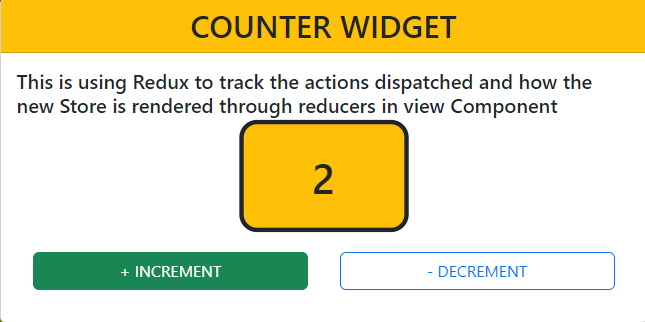 COUNTER WIDGET
This is using Redux to track the actions dispatched and how the
new Store is rendered through reducers in view Component
2
+ INCREMENT
- DECREMENT